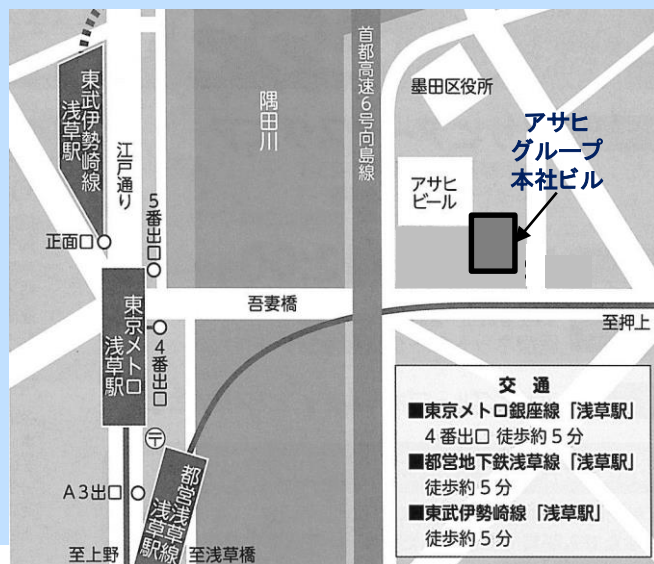 東武伊勢崎線
浅草駅
江戸通り
5番出口
正面口
隅田川
首都高速6号向島線
墨田区役所
アサヒ
グループ
本社ビル
アサヒ
ビール
東京メトロ
浅草駅
4番出口
吾妻橋
至押上
〒
A3出口
都営浅草線
浅草駅
至上野
至浅草橋
交通
■東京メトロ銀座線「浅草駅」
4番出口 徒歩約5分
■都営地下鉄浅草線「浅草駅」
徒歩約5分
■東武伊勢崎線「浅草駅」
徒歩約5分